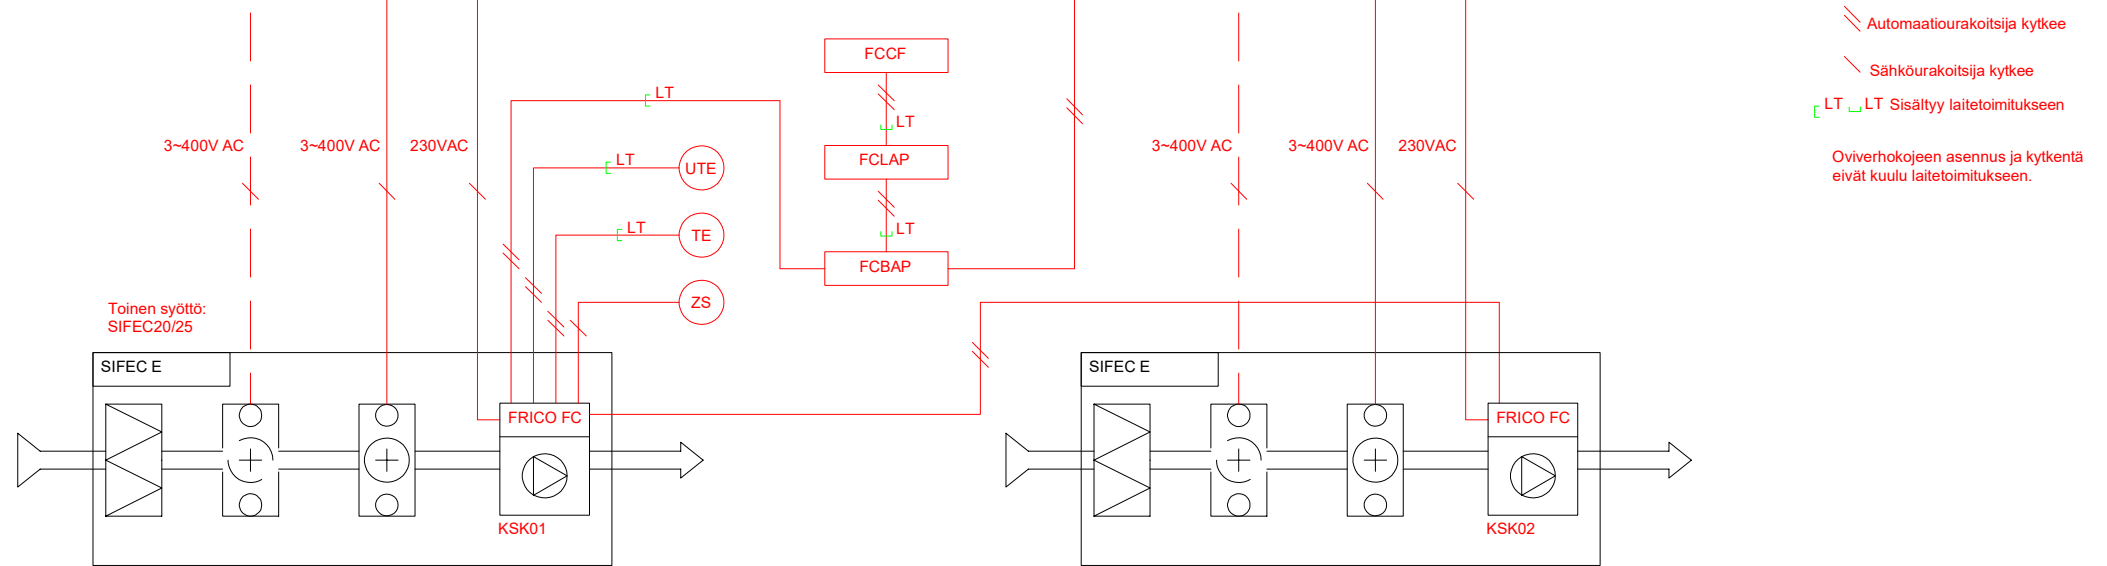 Automaatiourakoitsija kytkee
Sähköurakoitsija kytkee
LT LT Sisältyy laitetoimitukseen
Oviverhokojeen asennus ja kytkentä
eivät kuulu laitetoimitukseen.
FCCF
LT
LT
3~400V AC
3~400V AC
230VAC
FCLAP
3~400V AC
3~400V AC
230VAC
LT
UTE
LT
LT
TE
FCBAP
ZS
Toinen syöttö:
SIFEC20/25
SIFEC E
FRICO FC
KSK01
SIFEC E
FRICO FC
KSK02